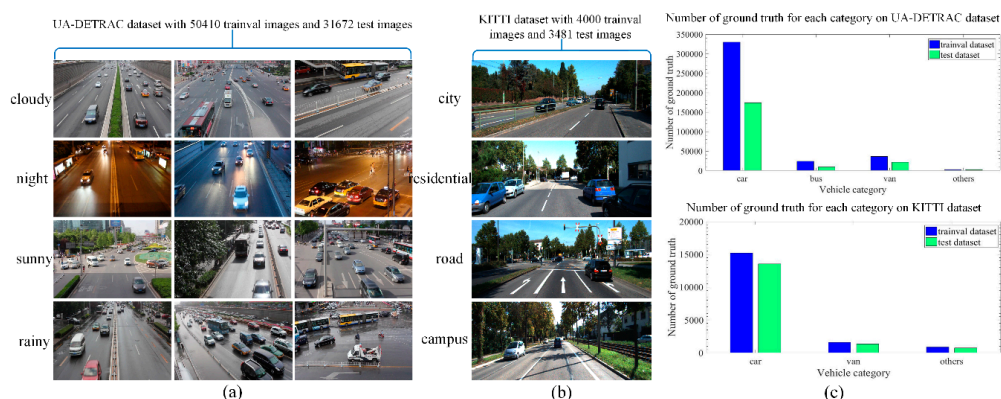 UA-DETRAC dataset with 50410 trainval images and 31672 test images
cloudy
night
sunny
rainy
(a)
KITTI dataset with 4000 trainval
images and 3481 test images
city
residential
road
campus
(b)
Number of ground truth for each category on UA-DETRAC dataset
350000
300000
250000
200000
150000
100000
50000
0
Number of ground truth
trainval dataset
test dataset
car
bus
van
others
Vehicle category
Number of ground truth for each category on KITTI dataset
20000
15000
10000
5000
0
Number of ground truth
trainval dataset
test dataset
car
van
others
Vehicle category
(c)